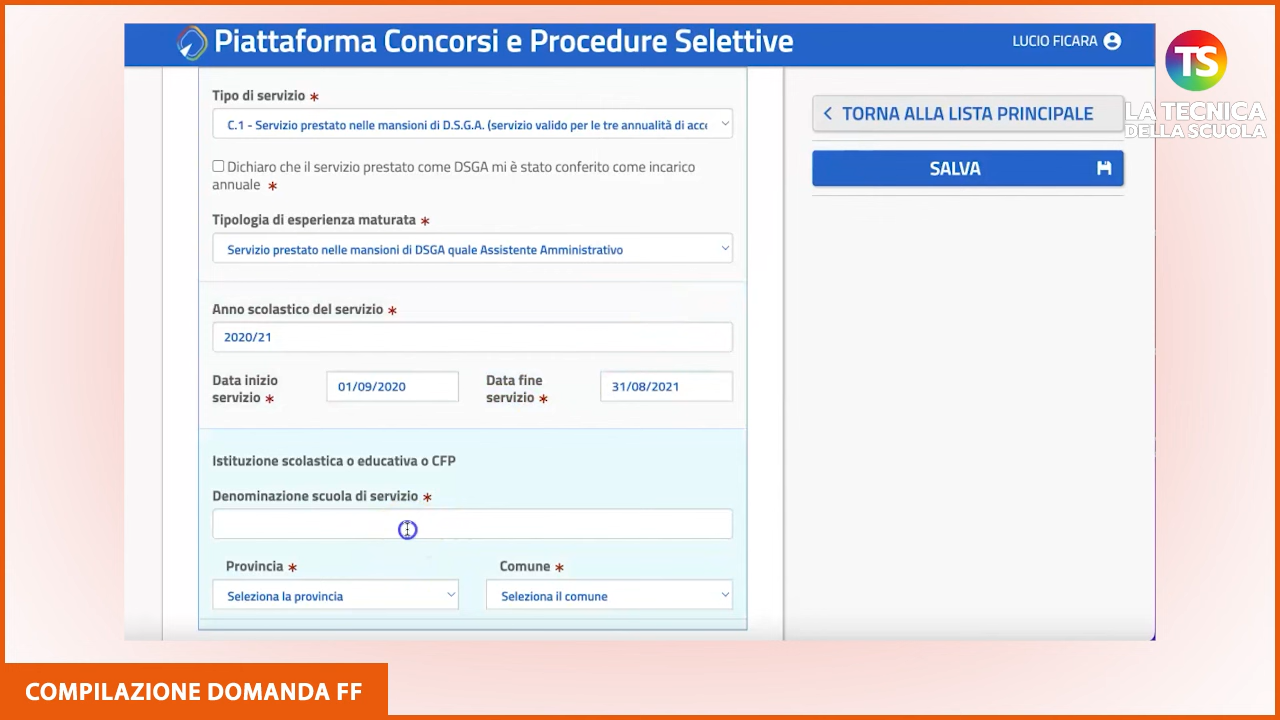 Piattaforma Concorsi e Procedure Selettive
LUCIO FICARA
TS
LA TECNICA
DELLA SCUOLA
Tipo di servizio *
C.1 - Servizio prestato nelle mansioni di D.S.G.A. (servizio valido per le tre annualità di acce
Dichiaro che il servizio prestato come DSGA mi è stato conferito come incarico
annuale *
Tipologia di esperienza maturata *
Servizio prestato nelle mansioni di DSGA quale Assistente Amministrativo
Anno scolastico del servizio *
2020/21
Data inizio
servizio *
01/09/2020
Data fine
servizio *
31/08/2021
Istituzione scolastica o educativa o CFP
Denominazione scuola di servizio *
Provincia *
Comune *
Seleziona la provincia
Seleziona il comune
TORNA ALLA LISTA PRINCIPALE
SALVA
COMPILAZIONE DOMANDA FF